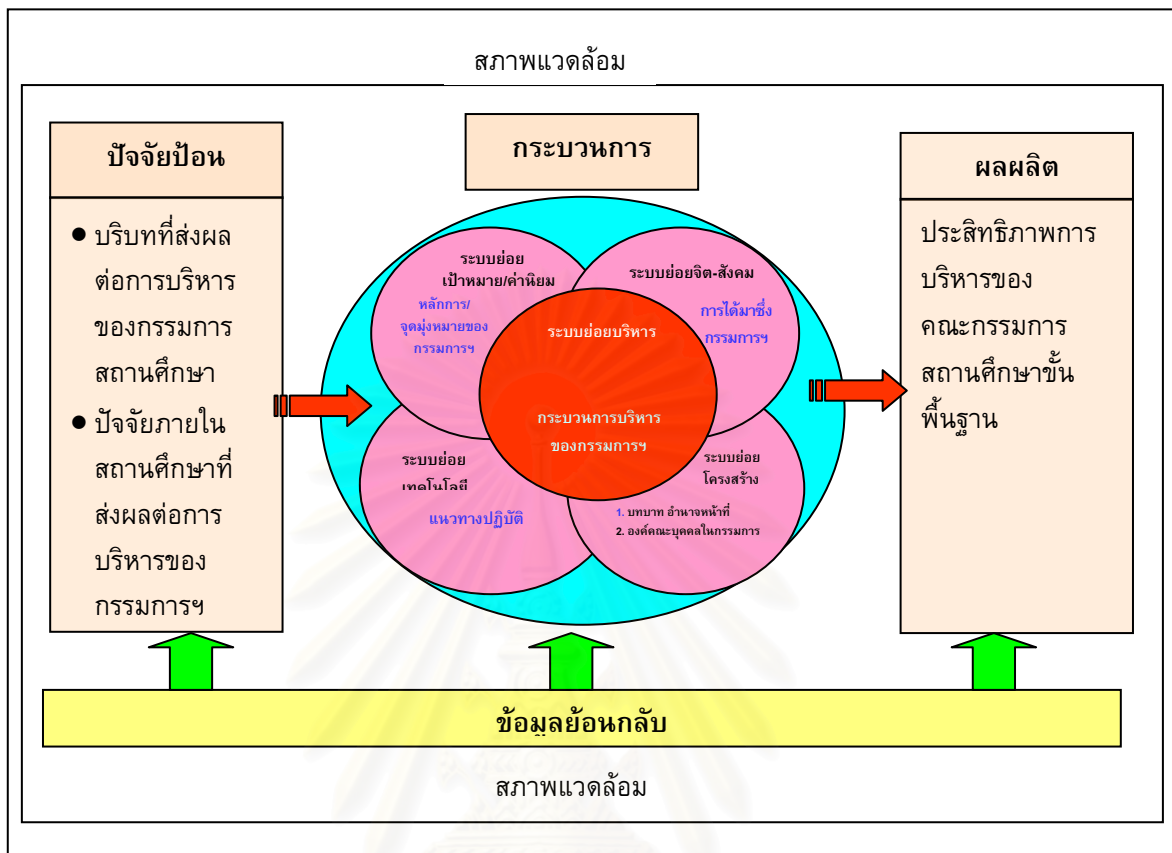 สภาพแวดล้อม
ปัจจัยป้อน
บริบทที่ส่งผล
ต่อการบริหาร
ของกรรมการ
สถานศึกษา
ปัจจัยภายใน
สถานศึกษาที่
ส่งผลต่อการ
บริหารของ
กรรมการฯ
กระบวนการ
ระบบย่อย
เป้าหมาย/ค่านิยม
หลักการ/
จุดมุ่งหมายของ
กรรมการฯ
ระบบย่อยจิต-สังคม
การได้มาซึ่ง
กรรมการฯ
ระบบย่อยบริหาร
กระบวนการบริหาร
ของกรรมการฯ
ระบบย่อย
เทคโนโลยี
แนวทางปฏิบัติ
ระบบย่อย
โครงสร้าง
1. บทบาท อำนาจหน้าที่
2. องค์คณะบุคคลในกรรมการ
ผลผลิต
ประสิทธิภาพการ
บริหารของ
คณะกรรมการ
สถานศึกษาขั้น
พื้นฐาน
ข้อมูลย้อนกลับ
สภาพแวดล้อม